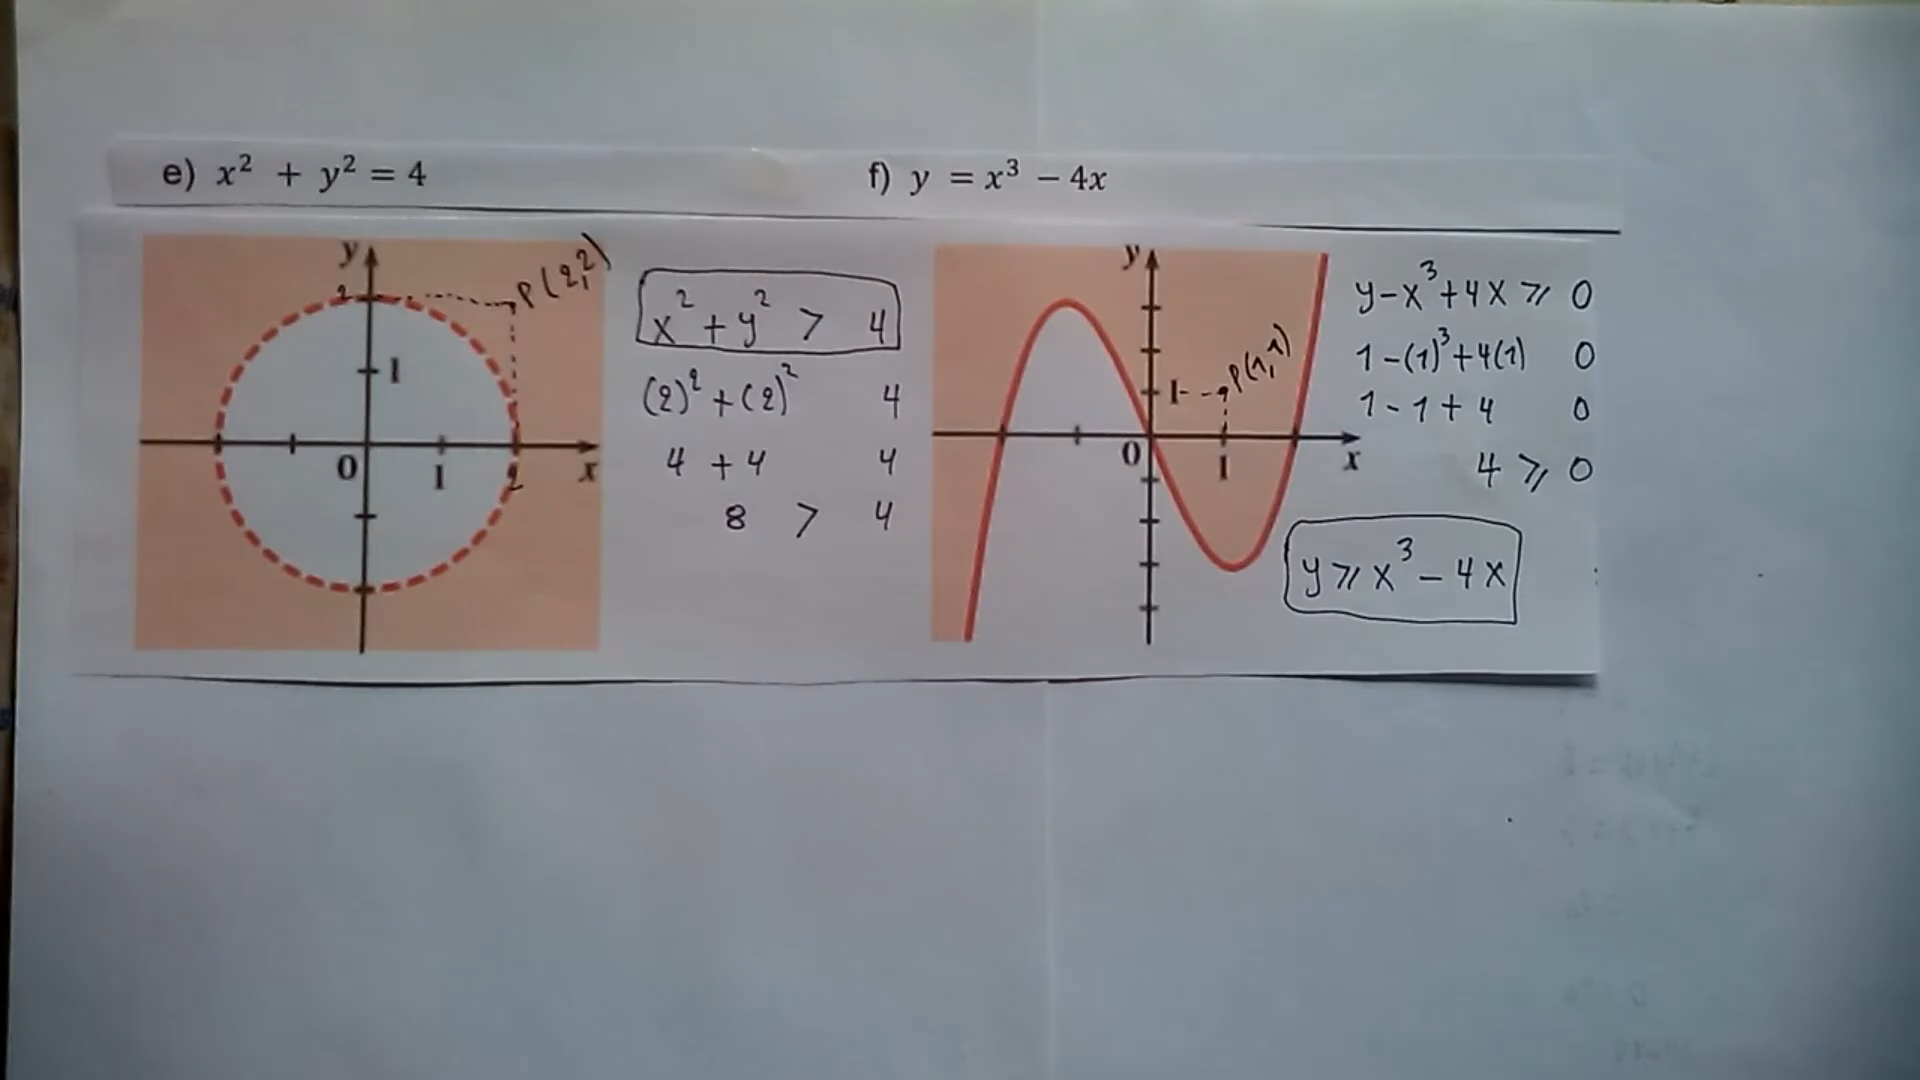 e) x² + y² = 4
f) y = x³ − 4x
y
2
P(2,2)
1
0
1
2
x
x² + y² > 4
(2)² + (2)² 4
4 + 4 4
8 > 4
y
1
P(1,1)
0
1
x
y − x³ + 4x ⩾ 0
1 − (1)³ + 4(1) 0
1 − 1 + 4 0
4 ⩾ 0
y ⩾ x³ − 4x